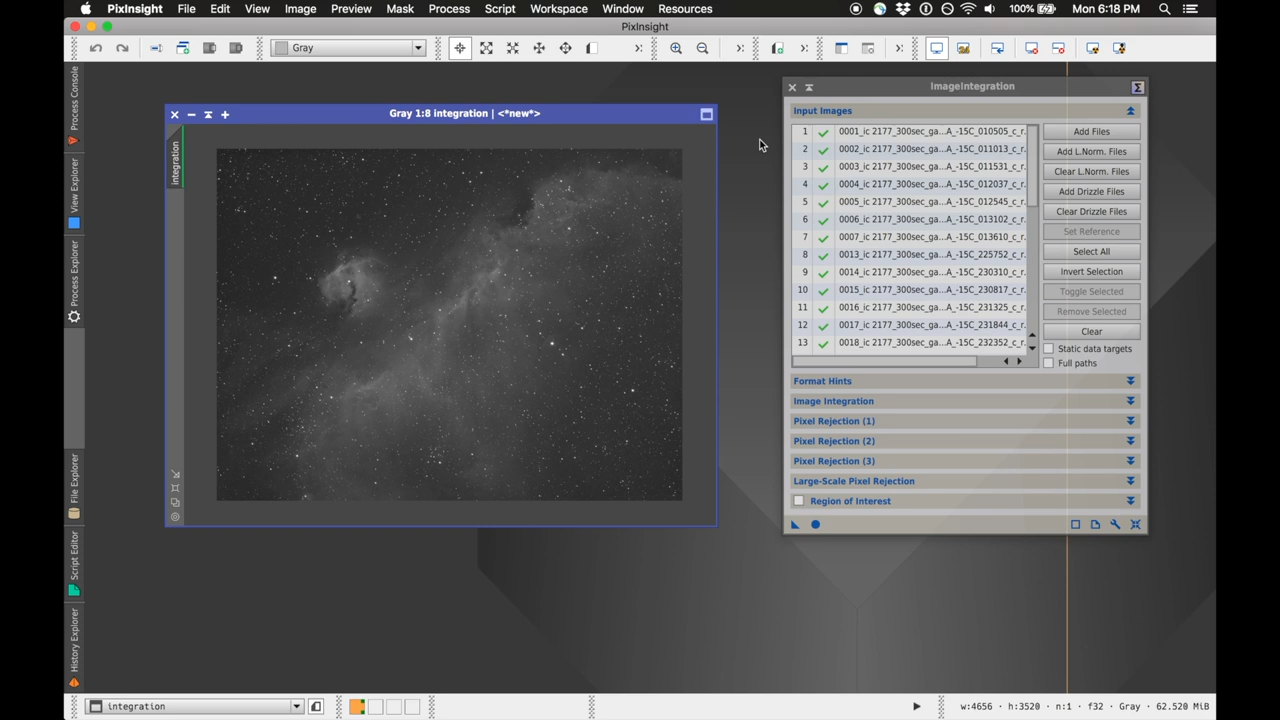 PixInsight File Edit View Image Preview Mask Process Script Workspace Window Resources 100% Mon 6:18 PM
PixInsight
Gray
Process Console
View Explorer
Process Explorer
File Explorer
Script Editor
History Explorer
Gray 1:8 integration | <*new*>
integration
ImageIntegration
Input Images
1 0001_ic 2177_300sec_ga...A_-15C_010505_c_r.
2 0002_ic 2177_300sec_ga...A_-15C_011013_c_r.
3 0003_ic 2177_300sec_ga...A_-15C_011531_c_r.
4 0004_ic 2177_300sec_ga...A_-15C_012037_c_r.
5 0005_ic 2177_300sec_ga...A_-15C_012545_c_r.
6 0006_ic 2177_300sec_ga...A_-15C_013102_c_r.
7 0007_ic 2177_300sec_ga...A_-15C_013610_c_r.
8 0013_ic 2177_300sec_ga...A_-15C_225752_c_r.
9 0014_ic 2177_300sec_ga...A_-15C_230310_c_r.
10 0015_ic 2177_300sec_ga...A_-15C_230817_c_r.
11 0016_ic 2177_300sec_ga...A_-15C_231325_c_r.
12 0017_ic 2177_300sec_ga...A_-15C_231844_c_r.
13 0018_ic 2177_300sec_ga...A_-15C_232352_c_r.
Add Files
Add L.Norm. Files
Clear L.Norm. Files
Add Drizzle Files
Clear Drizzle Files
Set Reference
Select All
Invert Selection
Toggle Selected
Remove Selected
Clear
Static data targets
Full paths
Format Hints
Image Integration
Pixel Rejection (1)
Pixel Rejection (2)
Pixel Rejection (3)
Large-Scale Pixel Rejection
Region of Interest
integration
w:4656 · h:3520 · n:1 · f32 · Gray · 62.520 MiB